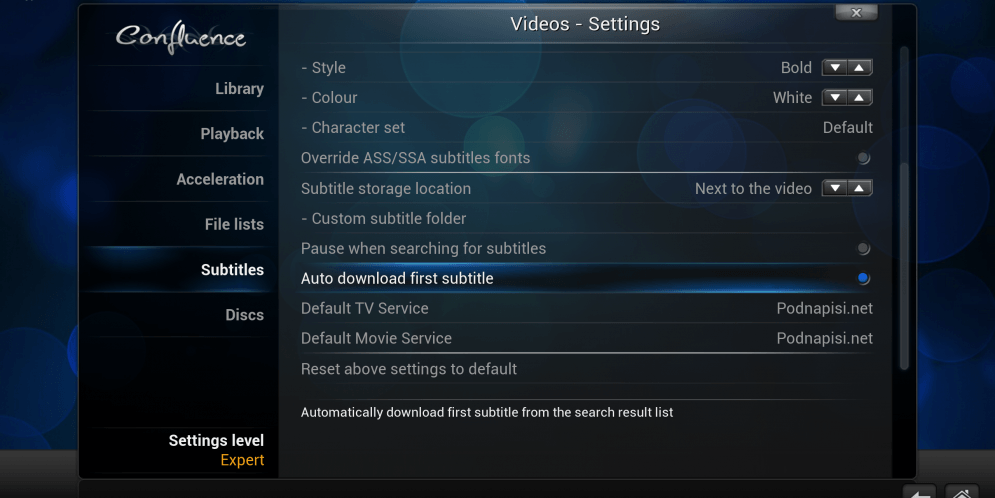 Confluence
Videos - Settings
Library
Playback
Acceleration
File lists
Subtitles
Discs
Settings level
Expert
- Style Bold
- Colour White
- Character set Default
Override ASS/SSA subtitles fonts
Subtitle storage location Next to the video
- Custom subtitle folder
Pause when searching for subtitles
Auto download first subtitle
Default TV Service Podnapisi.net
Default Movie Service Podnapisi.net
Reset above settings to default
Automatically download first subtitle from the search result list